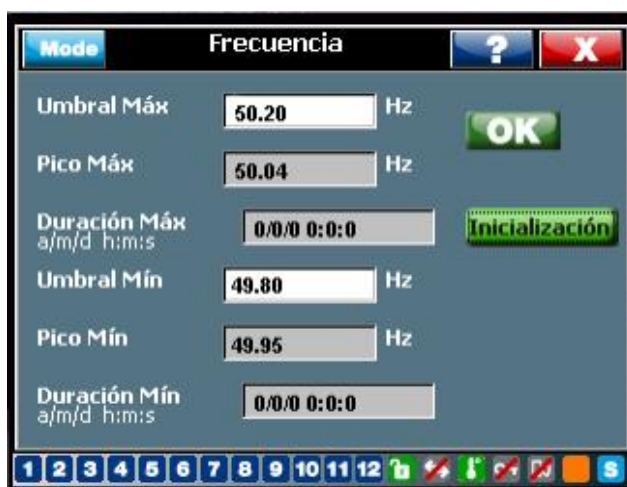 Mode Frecuencia ? X
Umbral Máx 50.20 Hz
OK
Pico Máx 50.04 Hz
Duración Máx 0/0/0 0:0:0 Inicialización
a/m/d h:m:s
Umbral Mín 49.80 Hz
Pico Mín 49.95 Hz
Duración Mín 0/0/0 0:0:0
a/m/d h:m:s
1 2 3 4 5 6 7 8 9 10 11 12 S